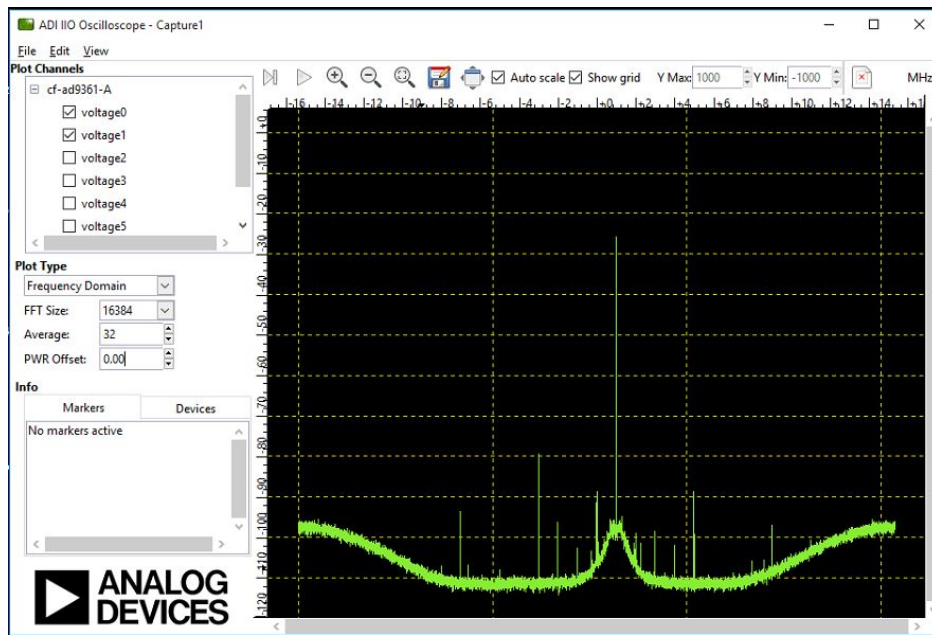 ADI IIO Oscilloscope - Capture1
File Edit View
Plot Channels
cf-ad9361-A
voltage0
voltage1
voltage2
voltage3
voltage4
voltage5
Auto scale Show grid Y Max: 1000 Y Min: -1000 MHz
-16 -14 -12 -10 -8 -6 -4 -2 +0 +2 +4 +6 +8 +10 +12 +14 +1
+0
-10
-20
-30
-40
-50
-60
-70
-80
-90
-100
-110
-120
Plot Type
Frequency Domain
FFT Size: 16384
Average: 32
PWR Offset: 0.00
Info
Markers Devices
No markers active
ANALOG
DEVICES